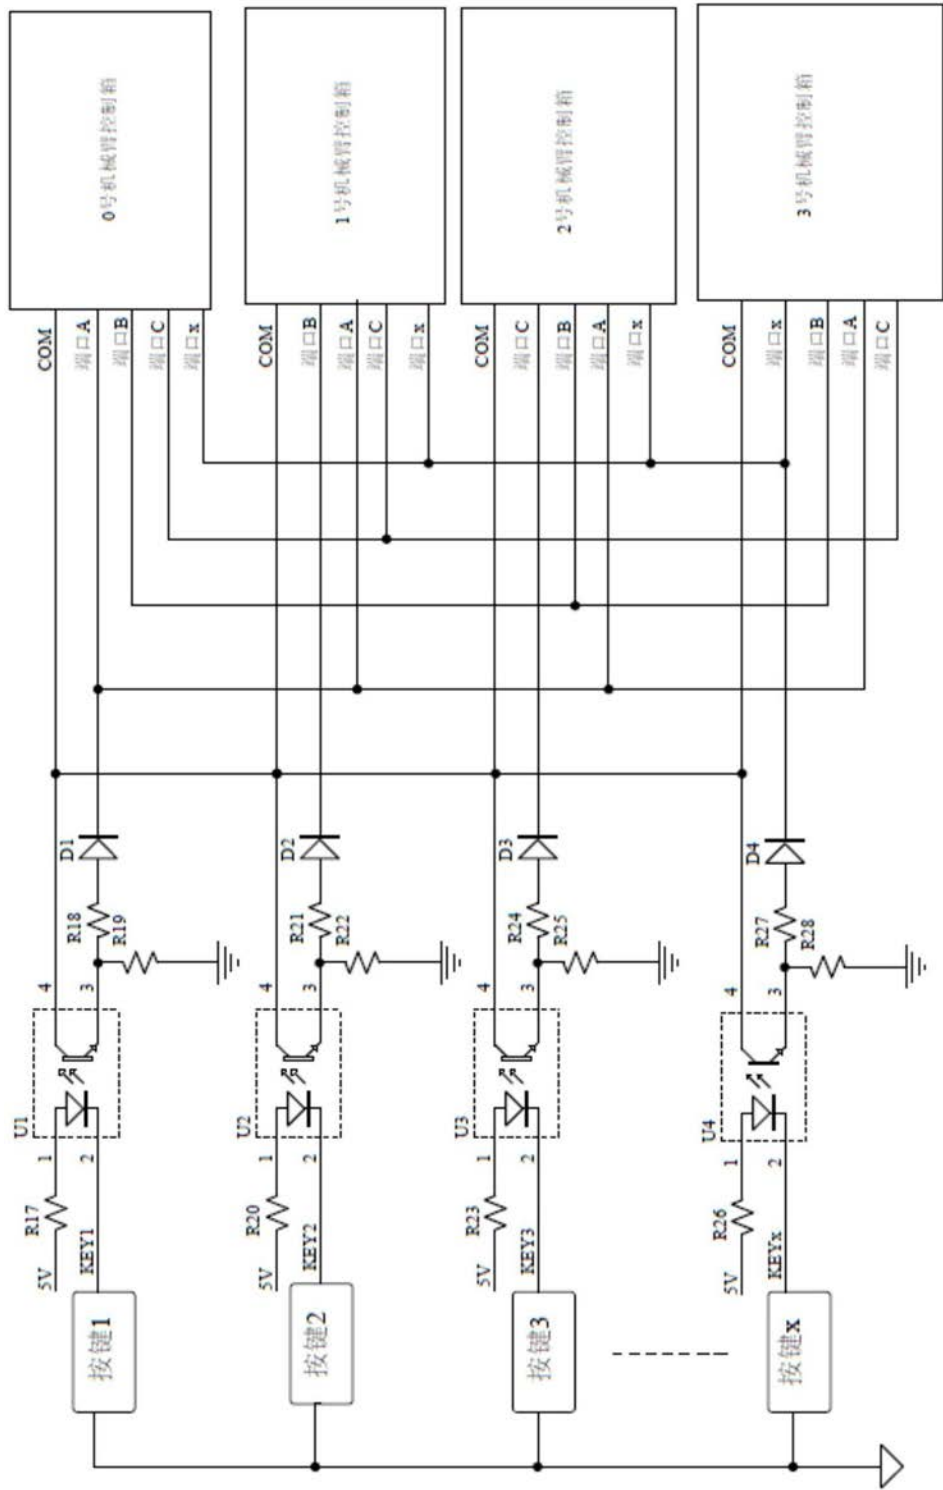 0号机械臂控制箱
COM
端口A
端口B
端口C
端口x
D1
R18
R19
4
3
U1
1
2
R17
5V
KEY1
按键1
1号机械臂控制箱
COM
端口B
端口A
端口C
端口x
D2
R21
R22
4
3
U2
1
2
R20
5V
KEY2
按键2
2号机械臂控制箱
COM
端口C
端口B
端口A
端口x
D3
R24
R25
4
3
U3
1
2
R23
5V
KEY3
按键3
3号机械臂控制箱
COM
端口x
端口B
端口A
端口C
D4
R27
R28
4
3
U4
1
2
R26
5V
KEYx
按键x